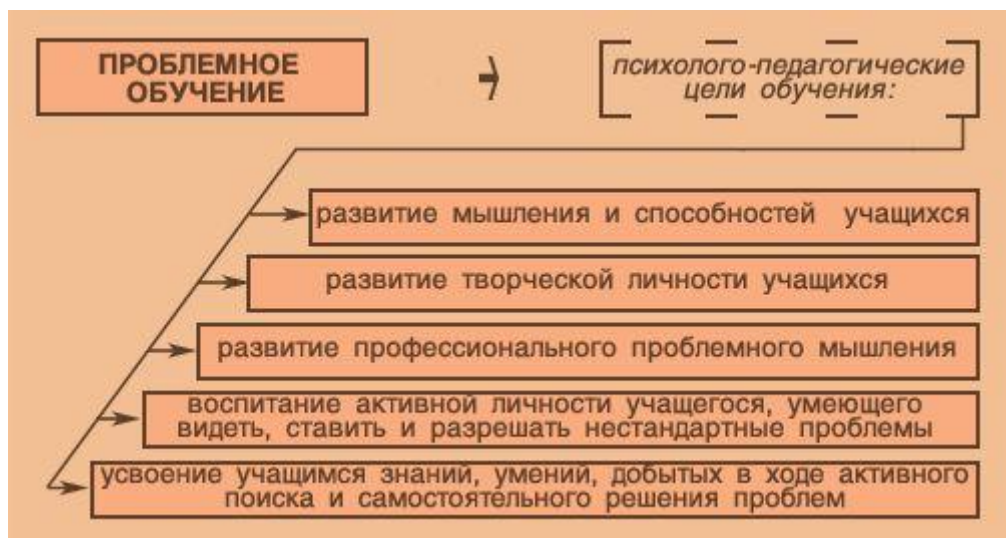 ПРОБЛЕМНОЕ
ОБУЧЕНИЕ
психолого-педагогические
цели обучения:
развитие мышления и способностей учащихся
развитие творческой личности учащихся
развитие профессионального проблемного мышления
воспитание активной личности учащегося, умеющего
видеть, ставить и разрешать нестандартные проблемы
усвоение учащимся знаний, умений, добытых в ходе активного
поиска и самостоятельного решения проблем